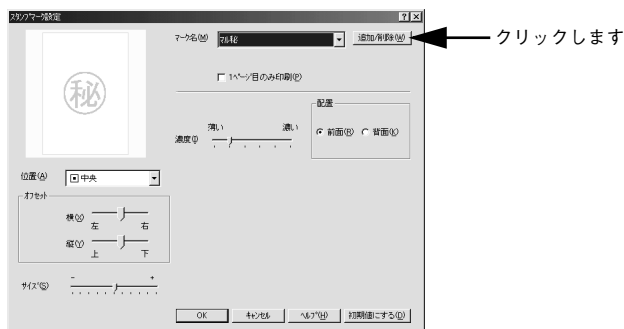 スタンプマーク設定
マーク名(M)
マル秘
追加/削除(W)
クリックします
1ページ目のみ印刷(P)
秘
濃度(I)
薄い
濃い
配置
前面(R)
背面(K)
位置(A)
中央
オフセット
横(X)
左
右
縦(Y)
上
下
サイズ(S)
-
+
OK
キャンセル
ヘルプ(H)
初期値にする(D)